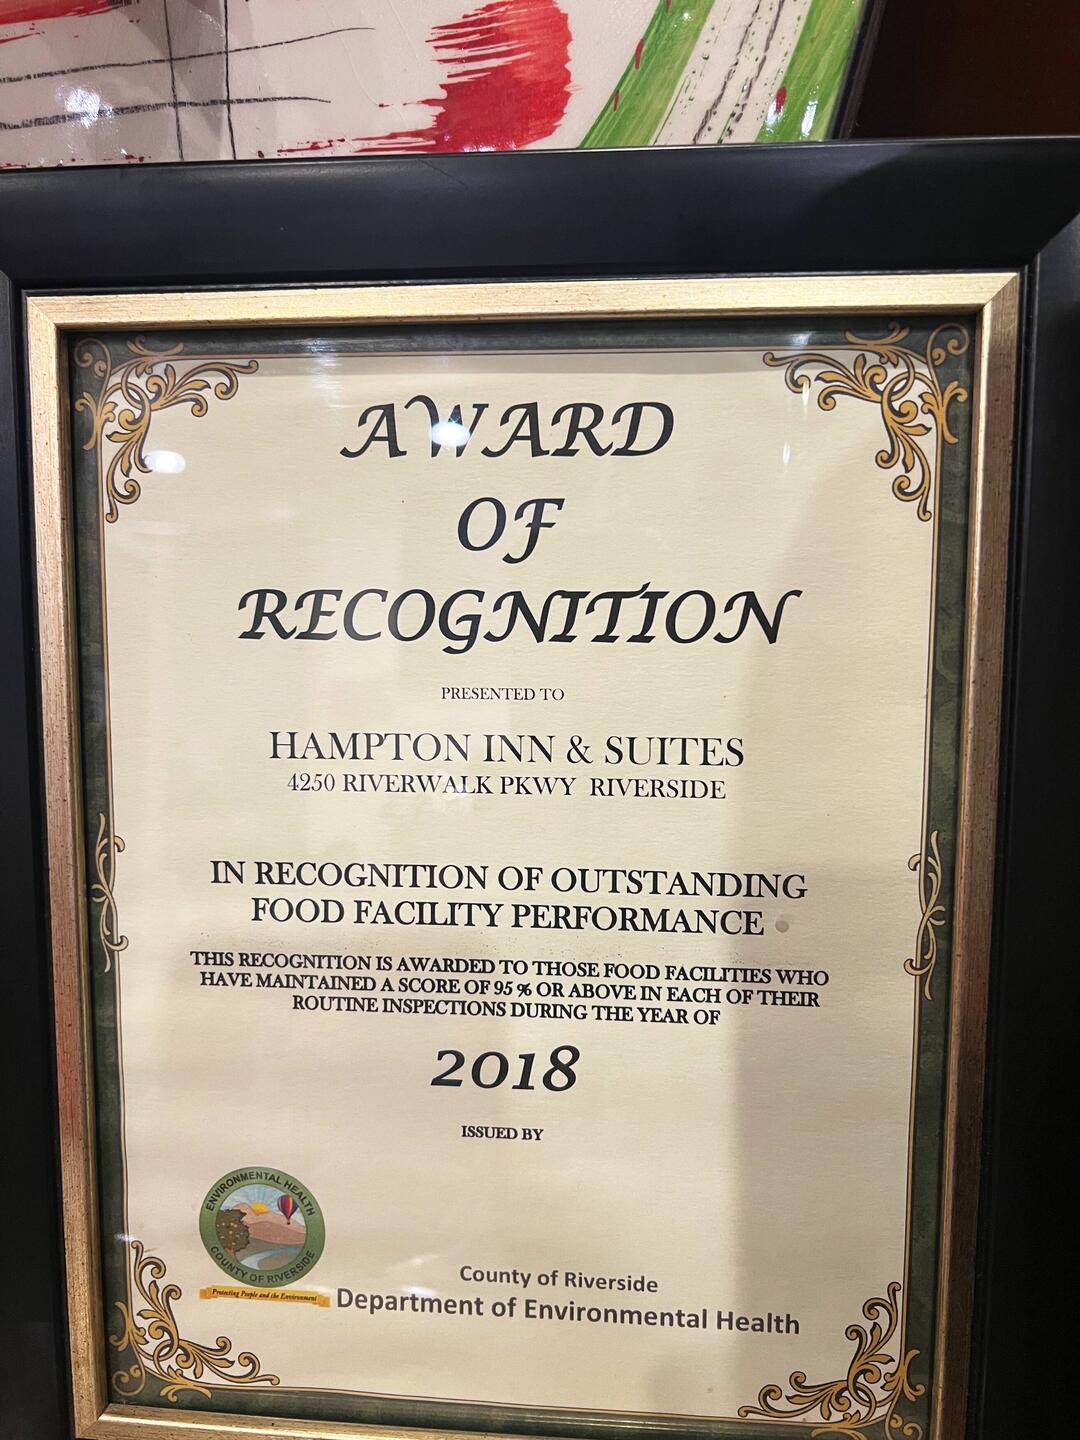 AWARD
OF
RECOGNITION
PRESENTED TO
HAMPTON INN & SUITES
4250 RIVERWALK PKWY RIVERSIDE
IN RECOGNITION OF OUTSTANDING
FOOD FACILITY PERFORMANCE
THIS RECOGNITION IS AWARDED TO THOSE FOOD FACILITIES WHO
HAVE MAINTAINED A SCORE OF 95 % OR ABOVE IN EACH OF THEIR
ROUTINE INSPECTIONS DURING THE YEAR OF
2018
ISSUED BY
ENVIRONMENTAL HEALTH
COUNTY OF RIVERSIDE
Protecting People and the Environment
County of Riverside
Department of Environmental Health